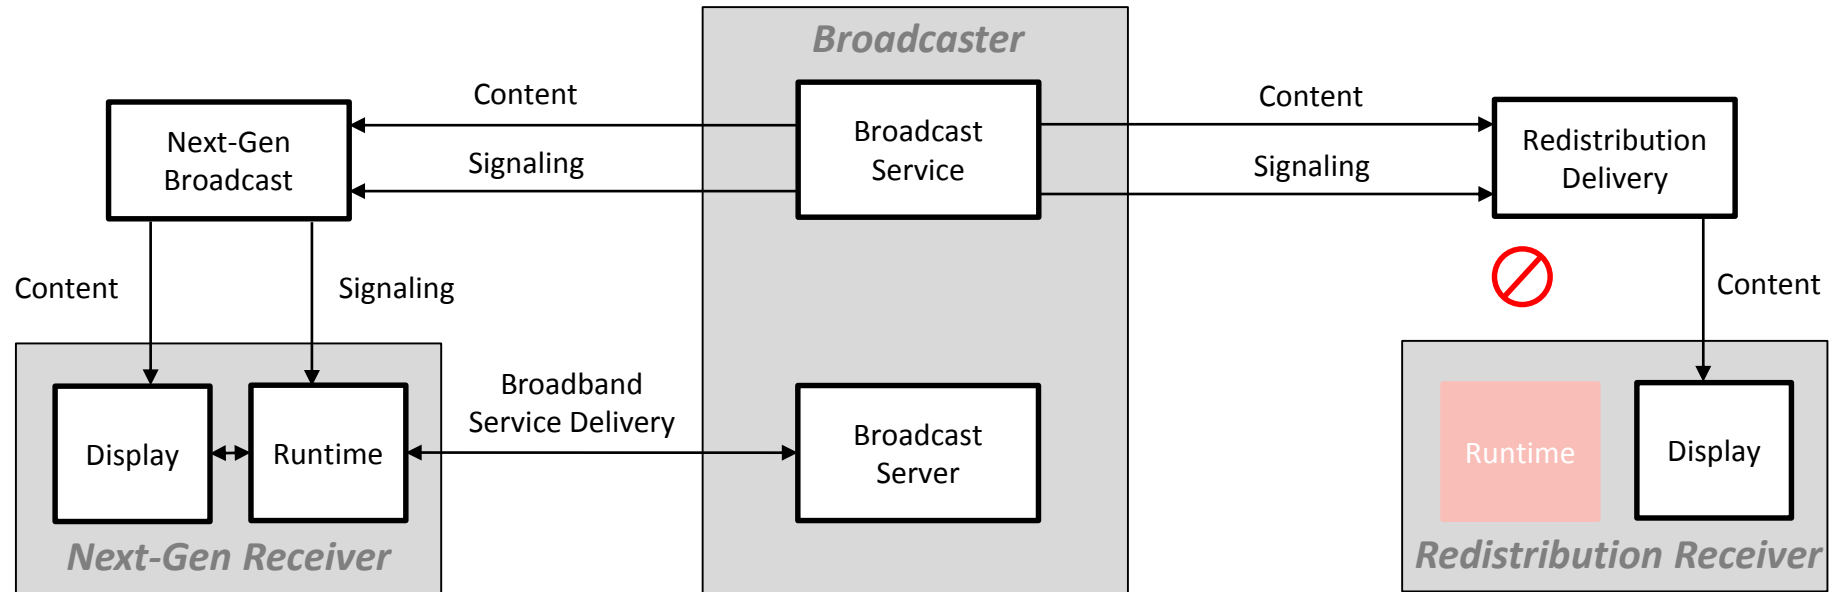 Broadcaster
Content
Content
Next-Gen
Broadcast
Broadcast
Service
Redistribution
Delivery
Signaling
Signaling
Content
Signaling
Content
Broadband
Service Delivery
Display
Runtime
Broadcast
Server
Runtime
Display
Next-Gen Receiver
Redistribution Receiver